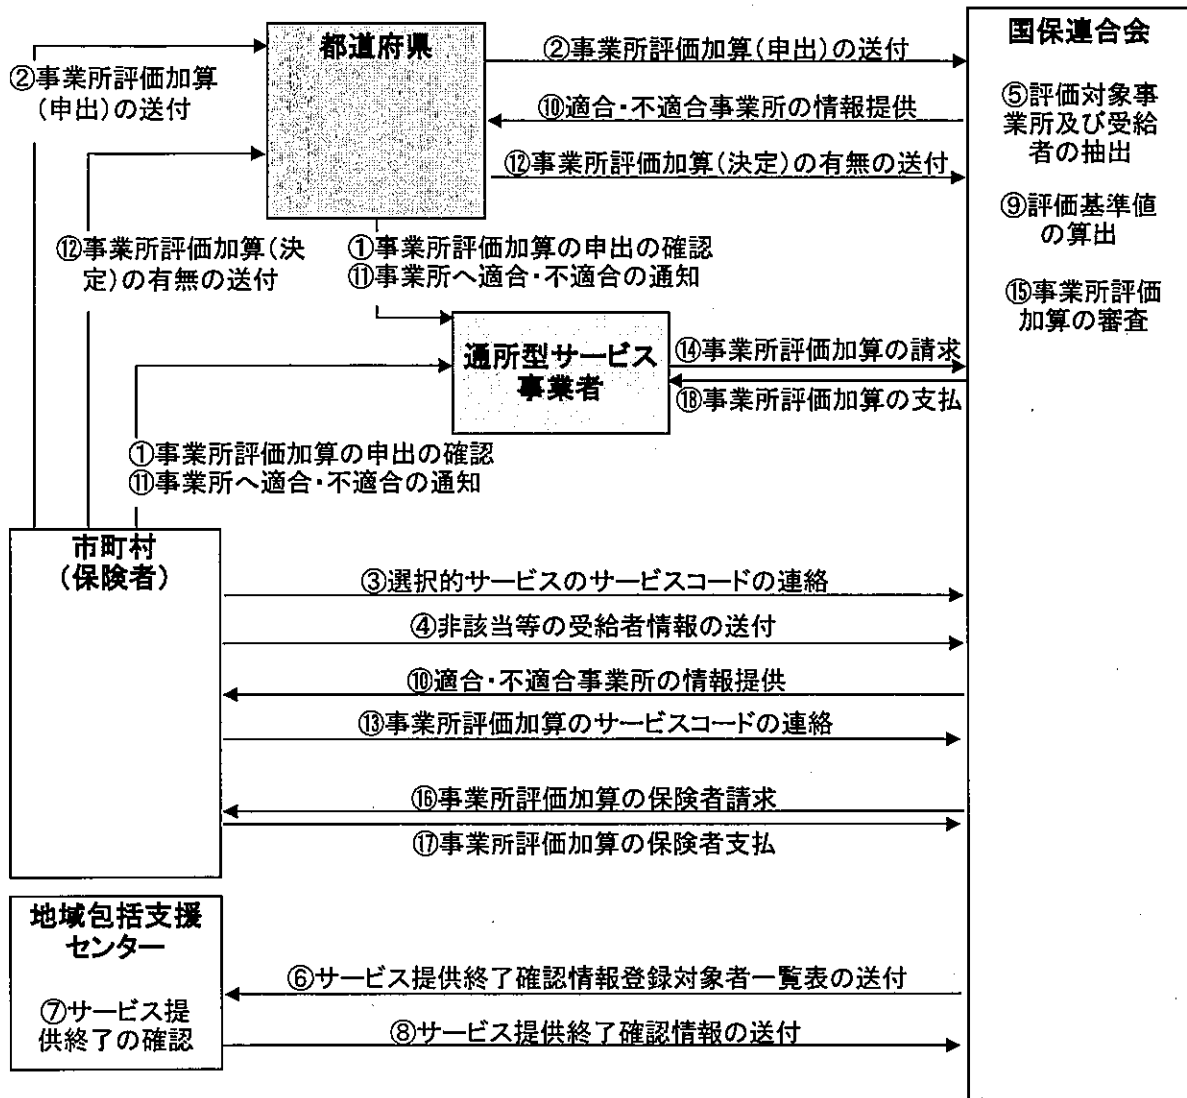 都道府県
国保連合会
②事業所評価加算
(申出)の送付
②事業所評価加算(申出)の送付
⑩適合・不適合事業所の情報提供
⑫事業所評価加算(決定)の有無の送付
⑤評価対象事
業所及び受給
者の抽出
⑨評価基準値
の算出
⑮事業所評価
加算の審査
⑫事業所評価加算(決
定)の有無の送付
①事業所評価加算の申出の確認
⑪事業所へ適合・不適合の通知
通所型サービス
事業者
⑭事業所評価加算の請求
⑱事業所評価加算の支払
①事業所評価加算の申出の確認
⑪事業所へ適合・不適合の通知
市町村
(保険者)
③選択的サービスのサービスコードの連絡
④非該当等の受給者情報の送付
⑩適合・不適合事業所の情報提供
⑬事業所評価加算のサービスコードの連絡
⑯事業所評価加算の保険者請求
⑰事業所評価加算の保険者支払
地域包括支援
センター
⑦サービス提
供終了の確認
⑥サービス提供終了確認情報登録対象者一覧表の送付
⑧サービス提供終了確認情報の送付